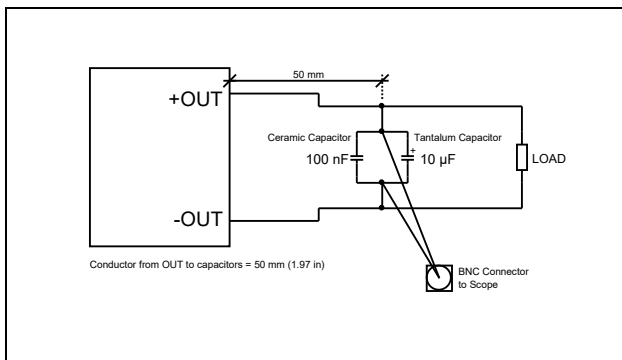 50 mm
+OUT
Ceramic Capacitor
100 nF
+
Tantalum Capacitor
10 µF
LOAD
-OUT
Conductor from OUT to capacitors = 50 mm (1.97 in)
BNC Connector
to Scope